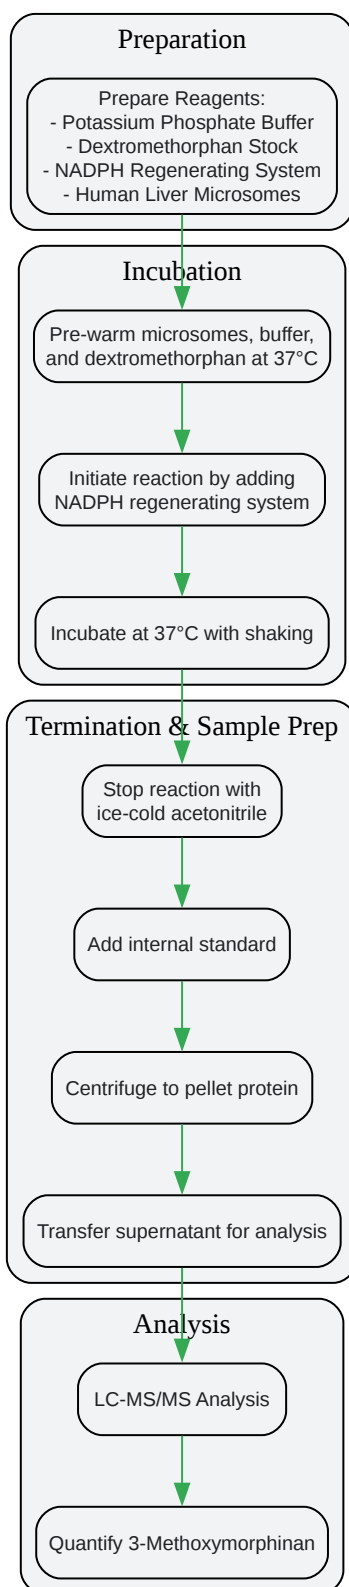 Preparation
Prepare Reagents:
- Potassium Phosphate Buffer
- Dextromethorphan Stock
- NADPH Regenerating System
- Human Liver Microsomes
Incubation
Pre-warm microsomes, buffer,
and dextromethorphan at 37°C
Initiate reaction by adding
NADPH regenerating system
Incubate at 37°C with shaking
Termination & Sample Prep
Stop reaction with
ice-cold acetonitrile
Add internal standard
Centrifuge to pellet protein
Transfer supernatant for analysis
Analysis
LC-MS/MS Analysis
Quantify 3-Methoxymorphinan